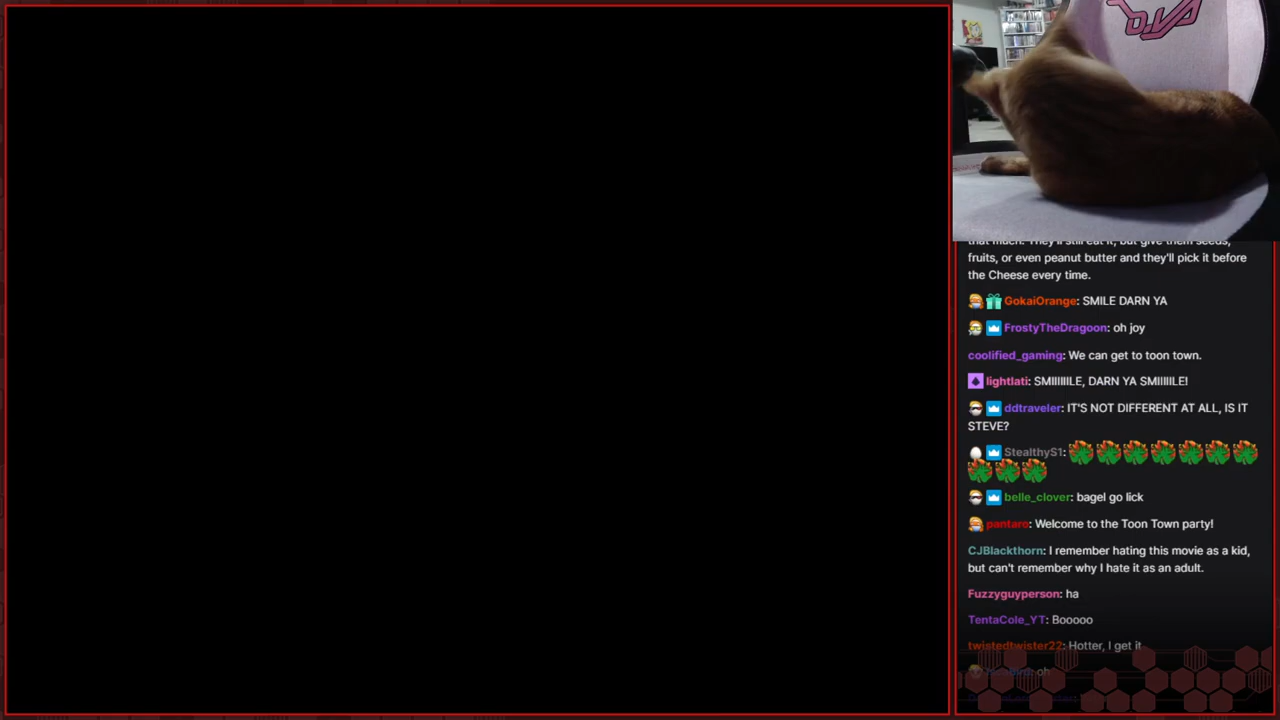 D.VA
that much. They'll still eat it, but give them seeds,
fruits, or even peanut butter and they'll pick it before
the Cheese every time.
GokaiOrange: SMILE DARN YA
FrostyTheDragoon: oh joy
coolified_gaming: We can get to toon town.
lightlati: SMIIIIIILE, DARN YA SMIIIIILE!
ddtraveler: IT'S NOT DIFFERENT AT ALL, IS IT
STEVE?
StealthyS1:
belle_clover: bagel go lick
pantaro: Welcome to the Toon Town party!
CJBlackthorn: I remember hating this movie as a kid,
but can't remember why I hate it as an adult.
Fuzzyguyperson: ha
TentaCole_YT: Booooo
twistedtwister22: Hotter, I get it
oh